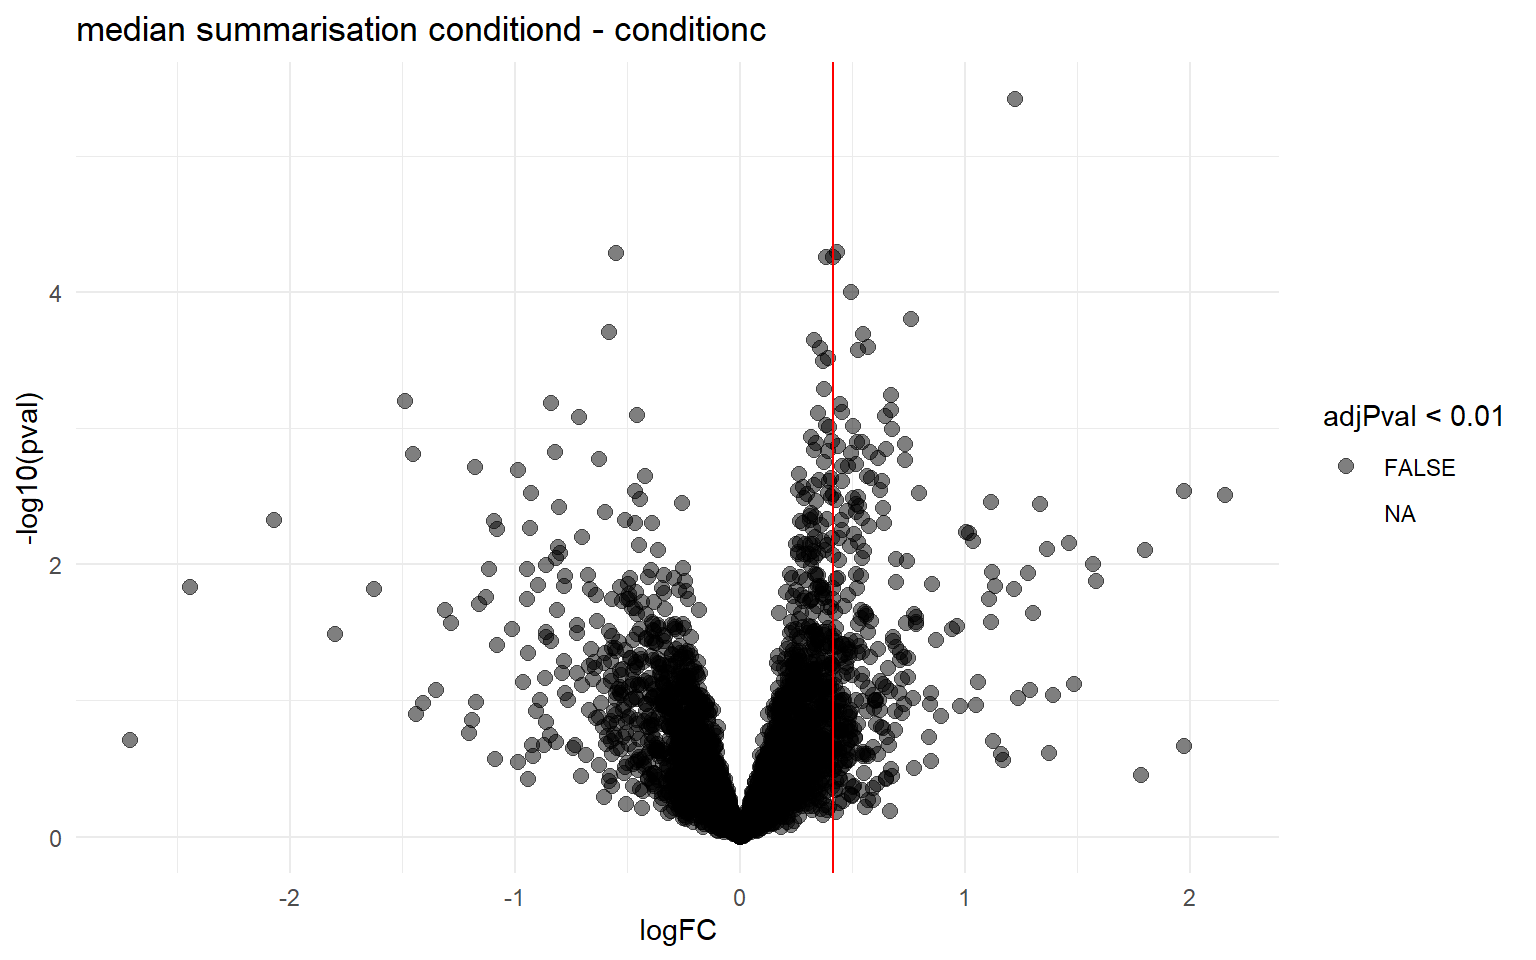 median summarisation conditiond - conditionc
-log10(pval)
4
2
0
-2
-1
0
1
2
logFC
adjPval < 0.01
FALSE
NA